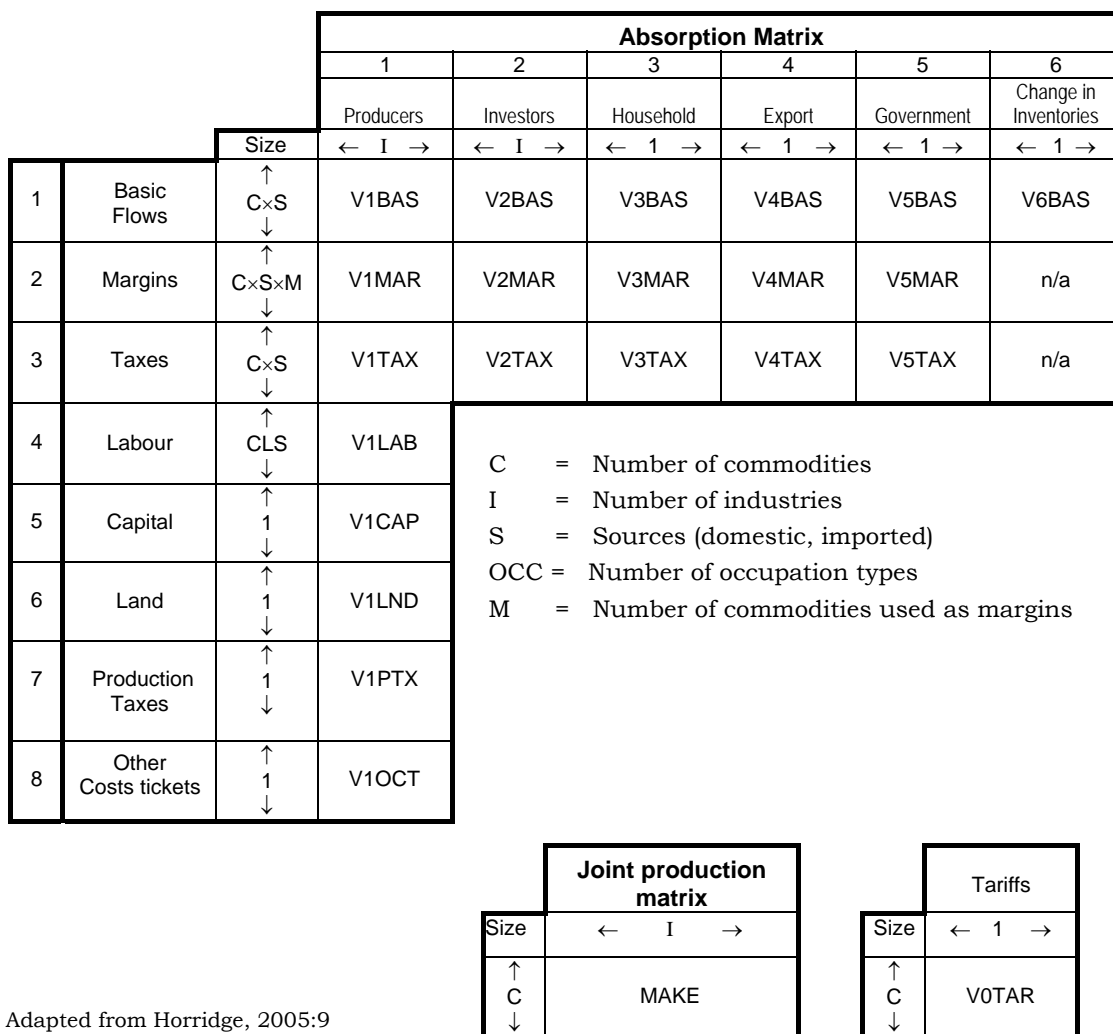 Absorption Matrix
1 2 3 4 5 6
Producers Investors Household Export Government Change in Inventories
Size ← I → ← I → ← 1 → ← 1 → ← 1 → ← 1 →
1 Basic Flows ↑ C×S ↓ V1BAS V2BAS V3BAS V4BAS V5BAS V6BAS
2 Margins ↑ C×S×M ↓ V1MAR V2MAR V3MAR V4MAR V5MAR n/a
3 Taxes ↑ C×S ↓ V1TAX V2TAX V3TAX V4TAX V5TAX n/a
4 Labour ↑ CLS ↓ V1LAB
5 Capital ↑ 1 ↓ V1CAP
6 Land ↑ 1 ↓ V1LND
7 Production Taxes ↑ 1 ↓ V1PTX
8 Other Costs tickets ↑ 1 ↓ V1OCT
C = Number of commodities
I = Number of industries
S = Sources (domestic, imported)
OCC = Number of occupation types
M = Number of commodities used as margins
Joint production
matrix
Size ← I →
↑ C ↓ MAKE
Tariffs
Size ← 1 →
↑ C ↓ V0TAR
Adapted from Horridge, 2005:9